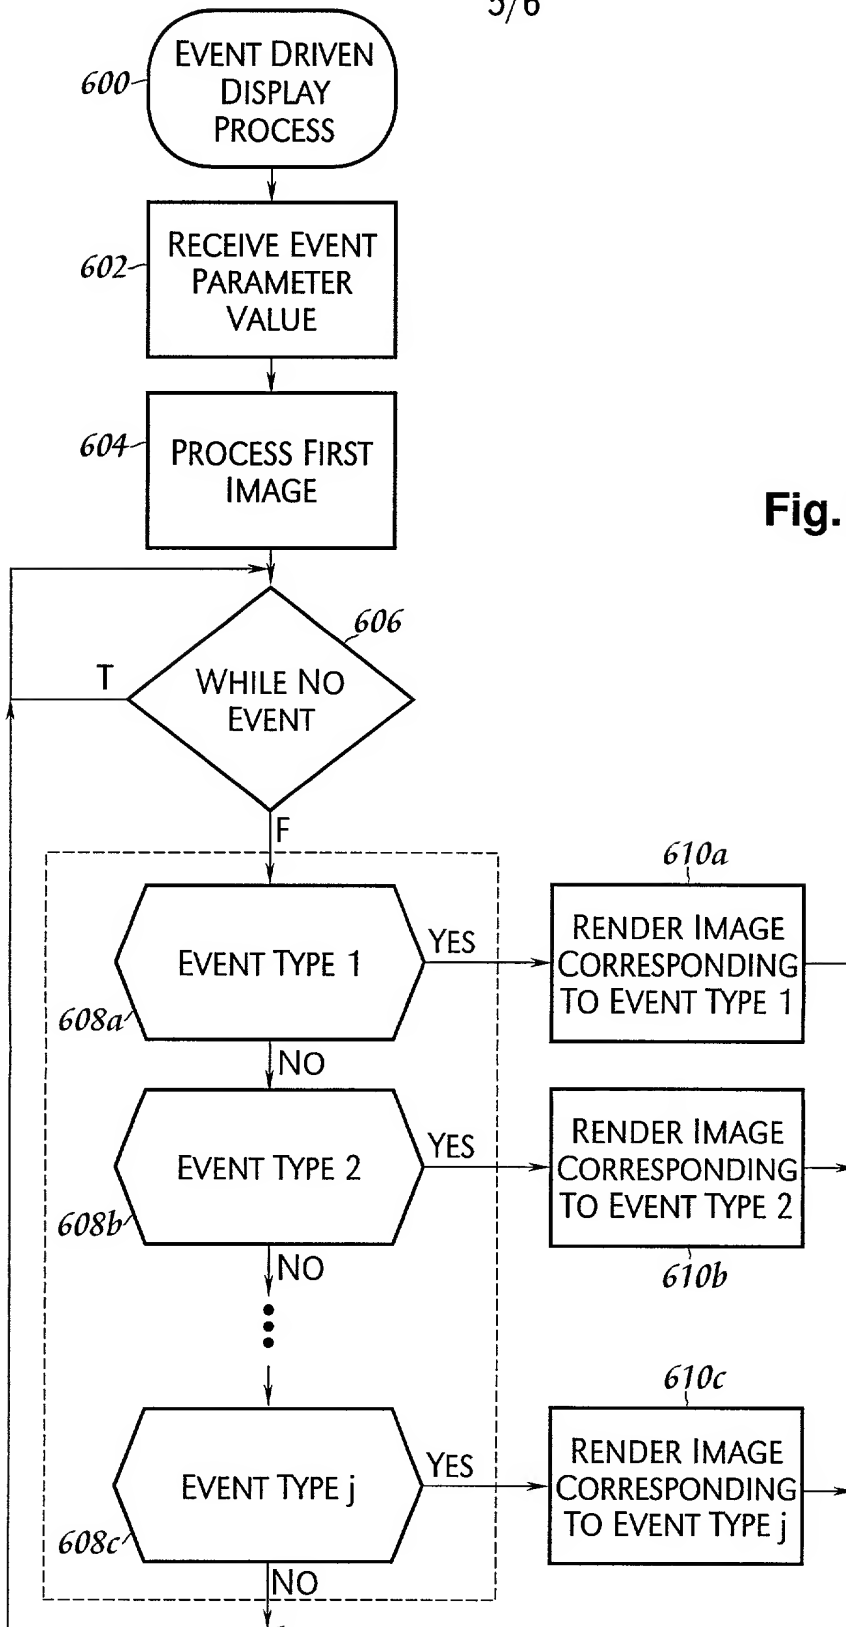 5/6
EVENT DRIVEN
DISPLAY
PROCESS
600
RECEIVE EVENT
PARAMETER
VALUE
602
PROCESS FIRST
IMAGE
604
Fig.
606
WHILE NO
EVENT
T
F
610a
EVENT TYPE 1
608a
YES
RENDER IMAGE
CORRESPONDING
TO EVENT TYPE 1
NO
EVENT TYPE 2
608b
YES
RENDER IMAGE
CORRESPONDING
TO EVENT TYPE 2
610b
NO
610c
EVENT TYPE j
608c
YES
RENDER IMAGE
CORRESPONDING
TO EVENT TYPE j
NO